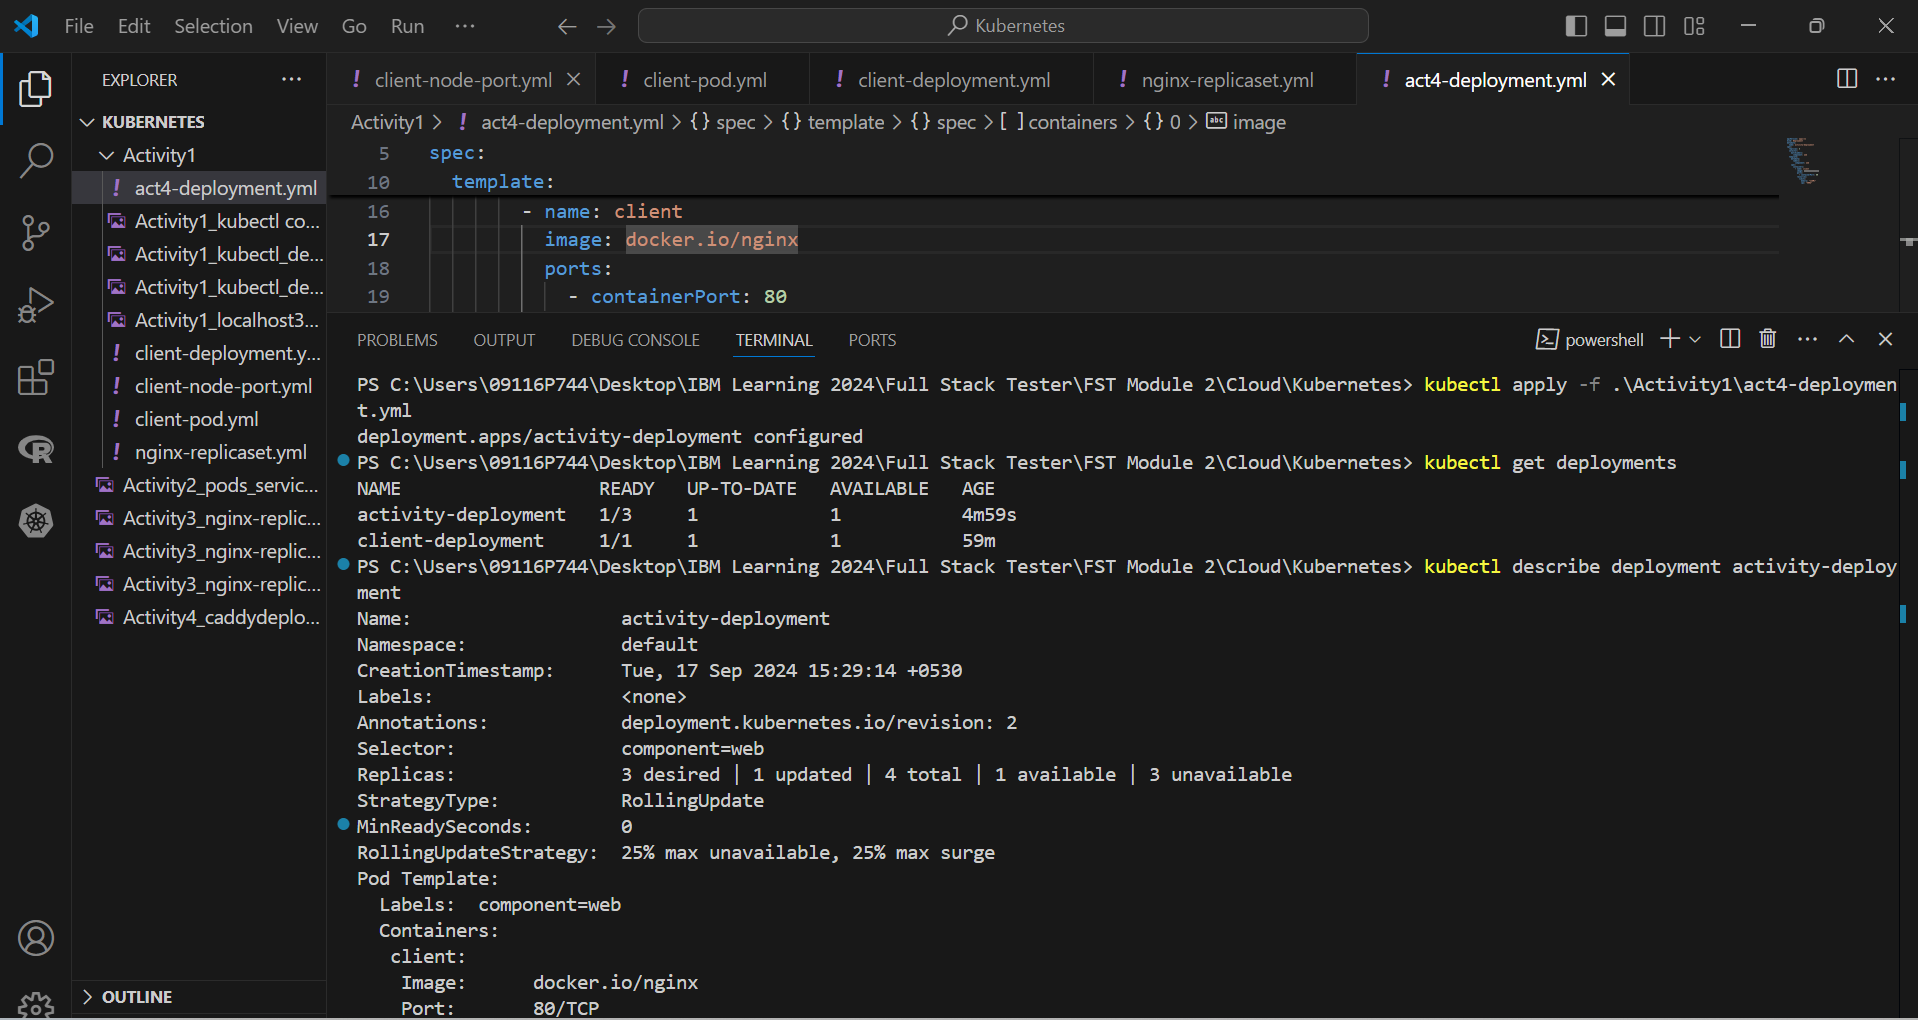 File Edit Selection View Go Run ··· Kubernetes
EXPLORER ···
KUBERNETES
Activity1
! act4-deployment.yml
Activity1_kubectl co...
Activity1_kubectl_de...
Activity1_kubectl_de...
Activity1_localhost3...
! client-deployment.y...
! client-node-port.yml
! client-pod.yml
! nginx-replicaset.yml
Activity2_pods_servic...
Activity3_nginx-replic...
Activity3_nginx-replic...
Activity3_nginx-replic...
Activity4_caddydeplo...
OUTLINE
! client-node-port.yml ! client-pod.yml ! client-deployment.yml ! nginx-replicaset.yml ! act4-deployment.yml
Activity1 > ! act4-deployment.yml > {} spec > {} template > {} spec > [ ] containers > {} 0 > abc image
5 spec:
10 template:
16 - name: client
17 image: docker.io/nginx
18 ports:
19 - containerPort: 80
PROBLEMS OUTPUT DEBUG CONSOLE TERMINAL PORTS powershell
PS C:\Users\09116P744\Desktop\IBM Learning 2024\Full Stack Tester\FST Module 2\Cloud\Kubernetes> kubectl apply -f .\Activity1\act4-deploymen
t.yml
deployment.apps/activity-deployment configured
PS C:\Users\09116P744\Desktop\IBM Learning 2024\Full Stack Tester\FST Module 2\Cloud\Kubernetes> kubectl get deployments
NAME READY UP-TO-DATE AVAILABLE AGE
activity-deployment 1/3 1 1 4m59s
client-deployment 1/1 1 1 59m
PS C:\Users\09116P744\Desktop\IBM Learning 2024\Full Stack Tester\FST Module 2\Cloud\Kubernetes> kubectl describe deployment activity-deploy
ment
Name: activity-deployment
Namespace: default
CreationTimestamp: Tue, 17 Sep 2024 15:29:14 +0530
Labels: <none>
Annotations: deployment.kubernetes.io/revision: 2
Selector: component=web
Replicas: 3 desired | 1 updated | 4 total | 1 available | 3 unavailable
StrategyType: RollingUpdate
MinReadySeconds: 0
RollingUpdateStrategy: 25% max unavailable, 25% max surge
Pod Template:
Labels: component=web
Containers:
client:
Image: docker.io/nginx
Port: 80/TCP